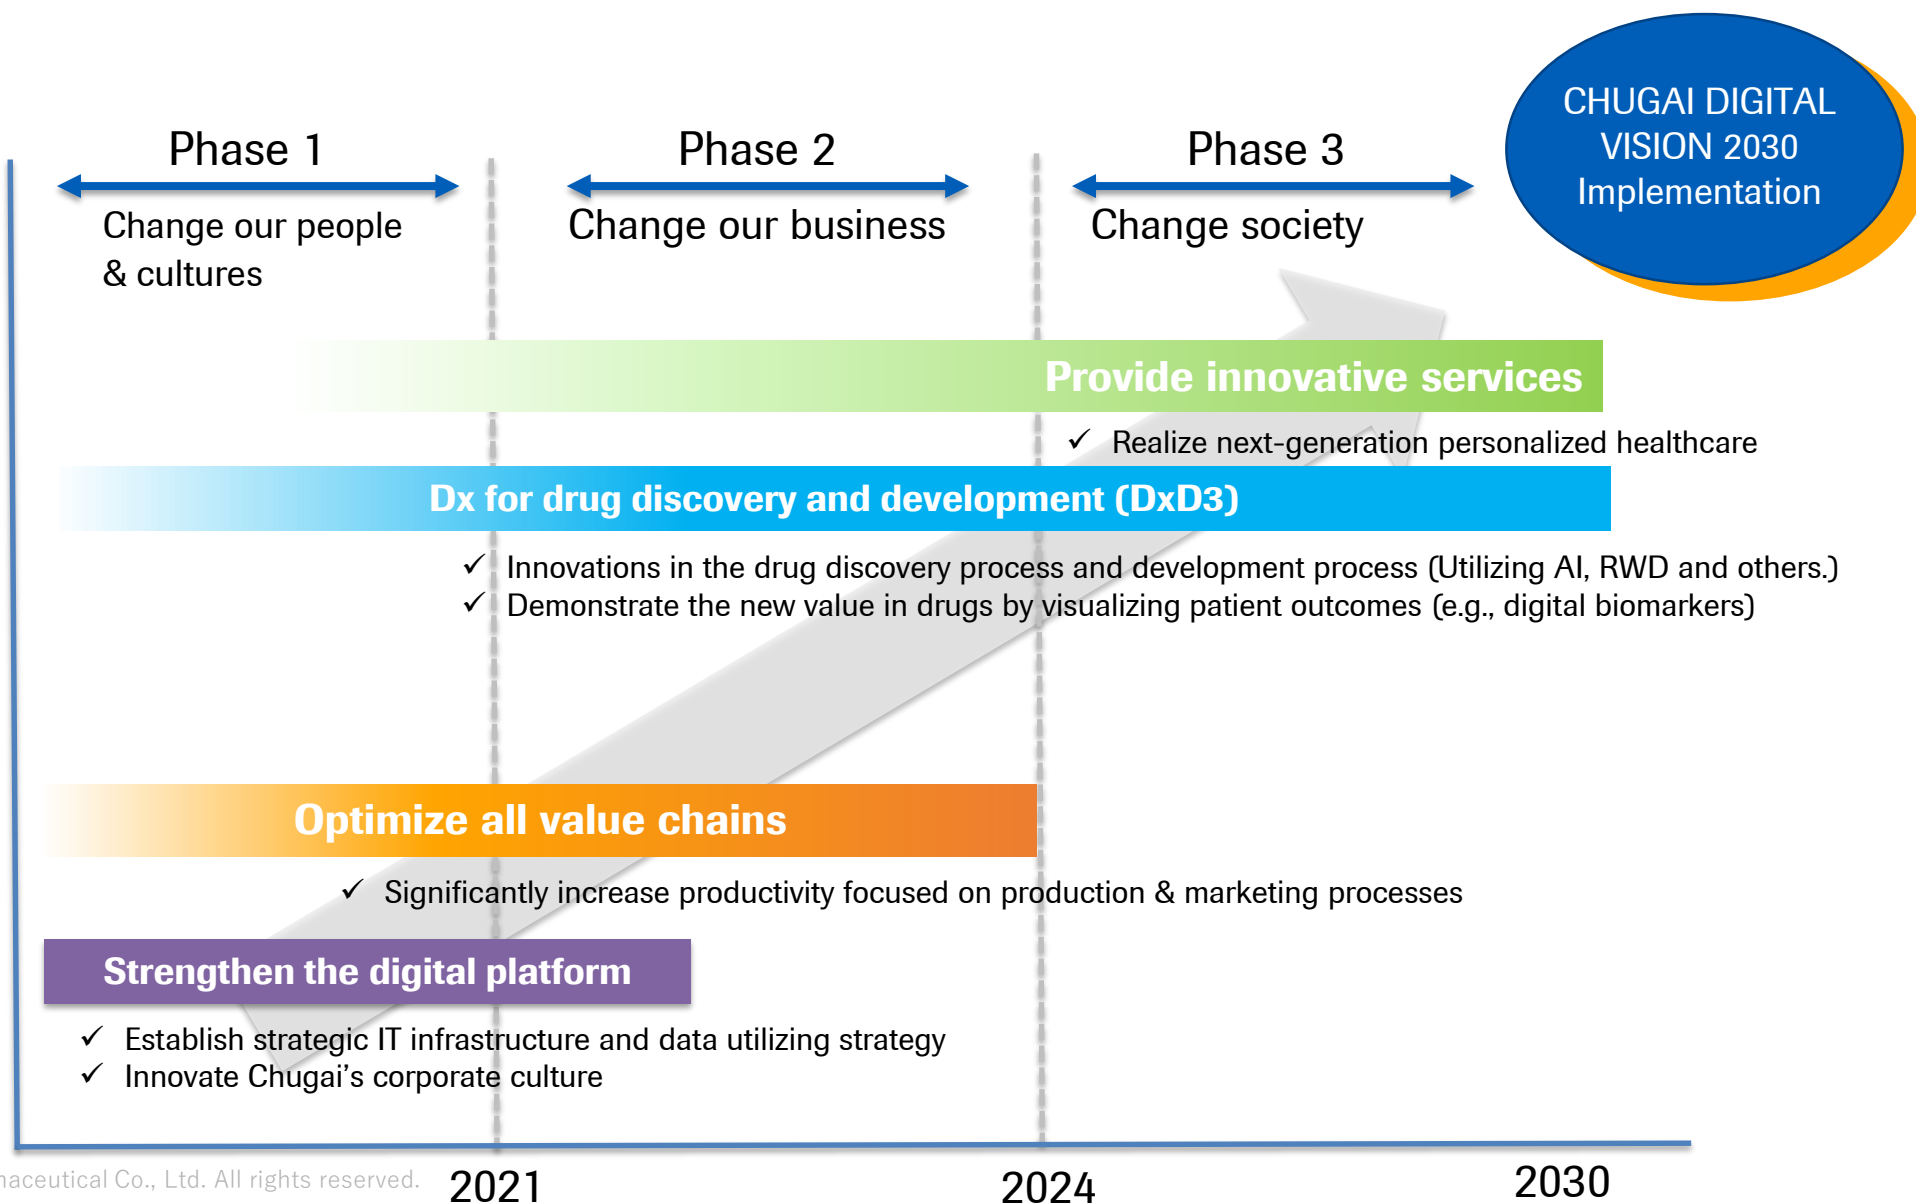 CHUGAI DIGITAL
VISION 2030
Implementation
Phase 1
Phase 2
Phase 3
Change our people
& cultures
Change our business
Change society
Provide innovative services
✓ Realize next-generation personalized healthcare
Dx for drug discovery and development (DxD3)
✓ Innovations in the drug discovery process and development process (Utilizing AI, RWD and others.)
✓ Demonstrate the new value in drugs by visualizing patient outcomes (e.g., digital biomarkers)
Optimize all value chains
✓ Significantly increase productivity focused on production & marketing processes
Strengthen the digital platform
✓ Establish strategic IT infrastructure and data utilizing strategy
✓ Innovate Chugai's corporate culture
2021
2024
2030
Co., Ltd. All rights reserved.